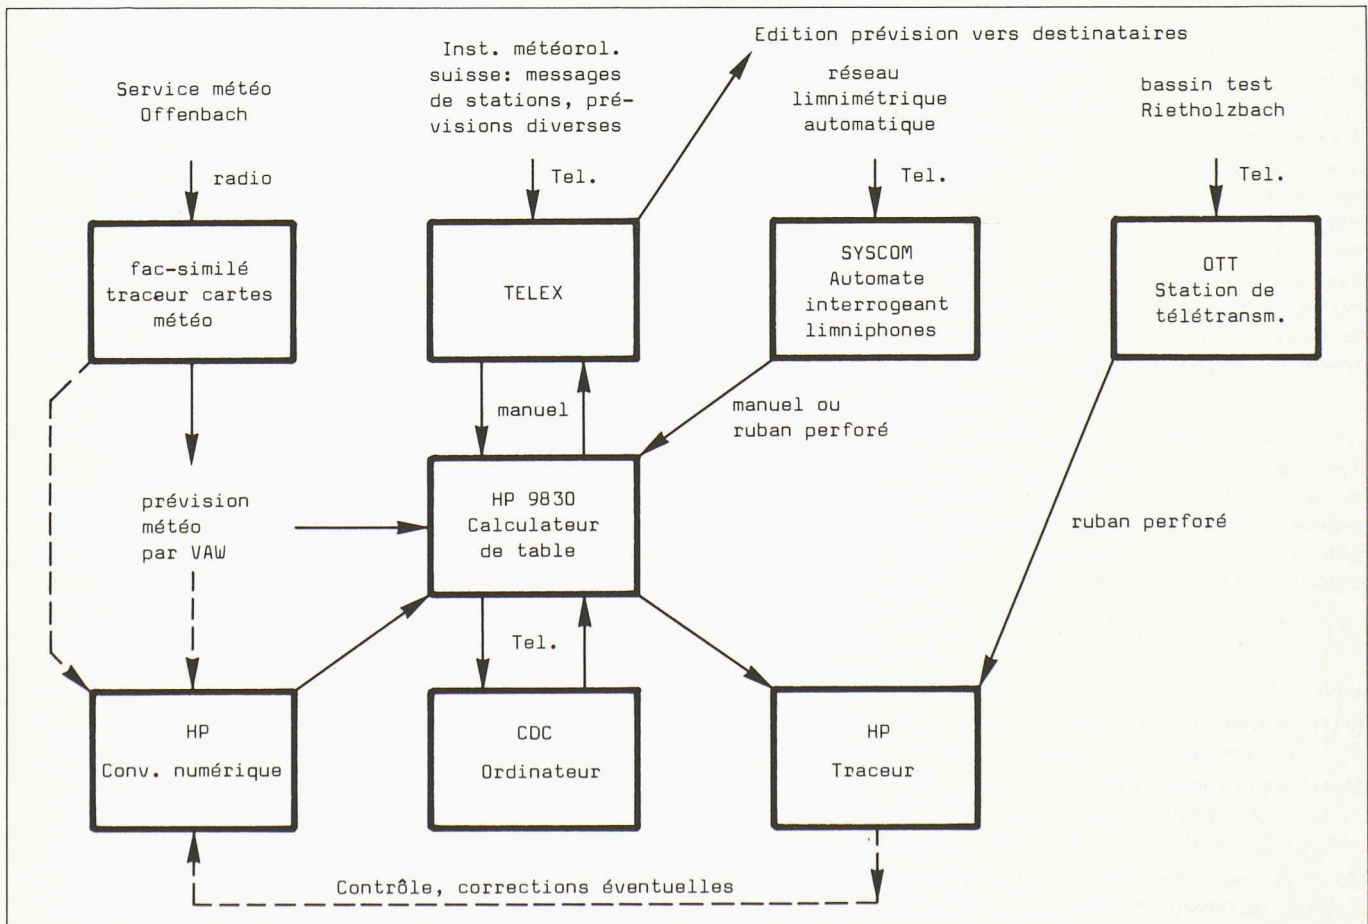 Edition prévision vers destinataires
Service météo
Offenbach
Inst. météorol.
suisse: messages
de stations, pré-
visions diverses
réseau
limnimétrique
automatique
bassin test
Rietholzbach
radio
Tel.
Tel.
Tel.
fac-similé
traceur cartes
météo
TELEX
SYSCOM
Automate
interrogeant
limniphones
OTT
Station de
télétransm.
manuel
manuel ou
ruban perforé
prévision
météo
par VAW
HP 9830
Calculateur
de table
ruban perforé
Tel.
HP
Conv. numérique
CDC
Ordinateur
HP
Traceur
Contrôle, corrections éventuelles